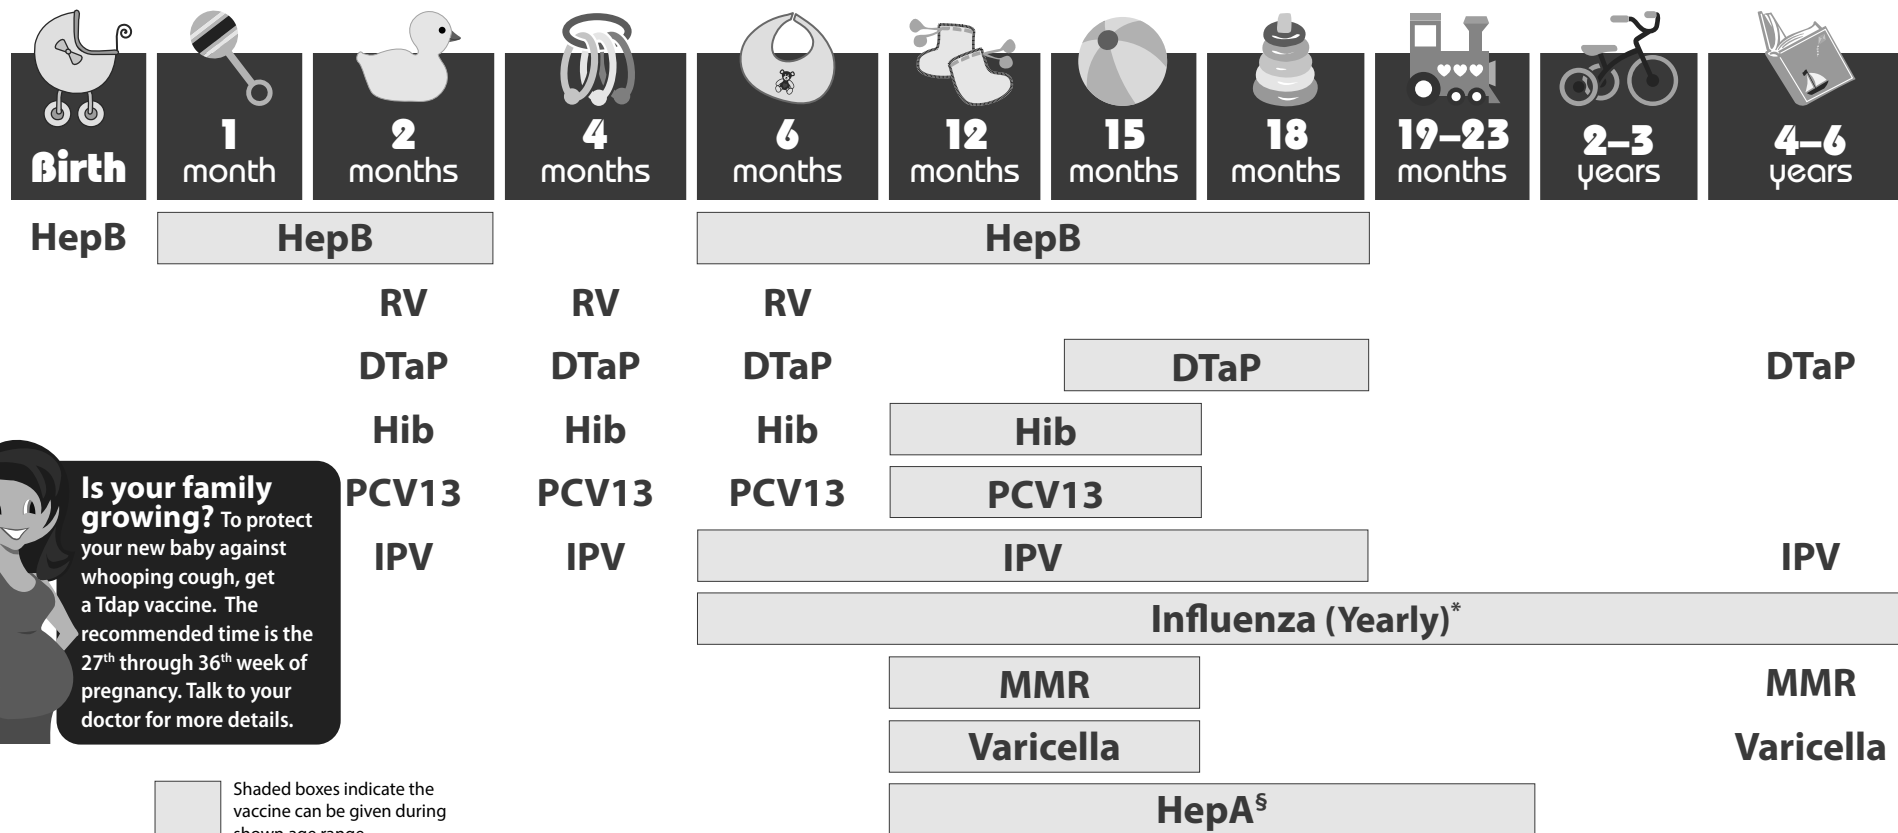 Birth
1
month
2
months
4
months
6
months
12
months
15
months
18
months
19–23
months
2–3
years
4–6
years
HepB HepB HepB
RV RV RV
DTaP DTaP DTaP DTaP DTaP
Hib Hib Hib Hib
PCV13 PCV13 PCV13 PCV13
IPV IPV IPV IPV
Influenza (Yearly)*
MMR MMR
Varicella Varicella
HepA§
Is your family
growing? To protect
your new baby against
whooping cough, get
a Tdap vaccine. The
recommended time is the
27th through 36th week of
pregnancy. Talk to your
doctor for more details.
Shaded boxes indicate the
vaccine can be given during
shown age range.